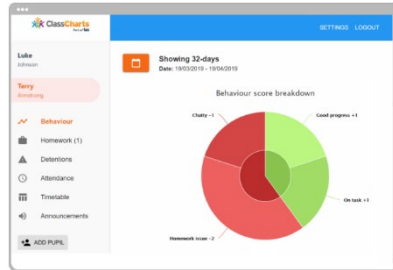 ClassCharts
SETTINGS LOGOUT
Luke
Johnson
Terry
Armstrong
Behaviour
Homework (1)
Detentions
Attendance
Timetable
Announcements
ADD PUPIL
Showing 32-days
Date: 19/03/2019 - 19/04/2019
Behaviour score breakdown
Chatty -1
Good progress +1
On task +1
Homework issue -2